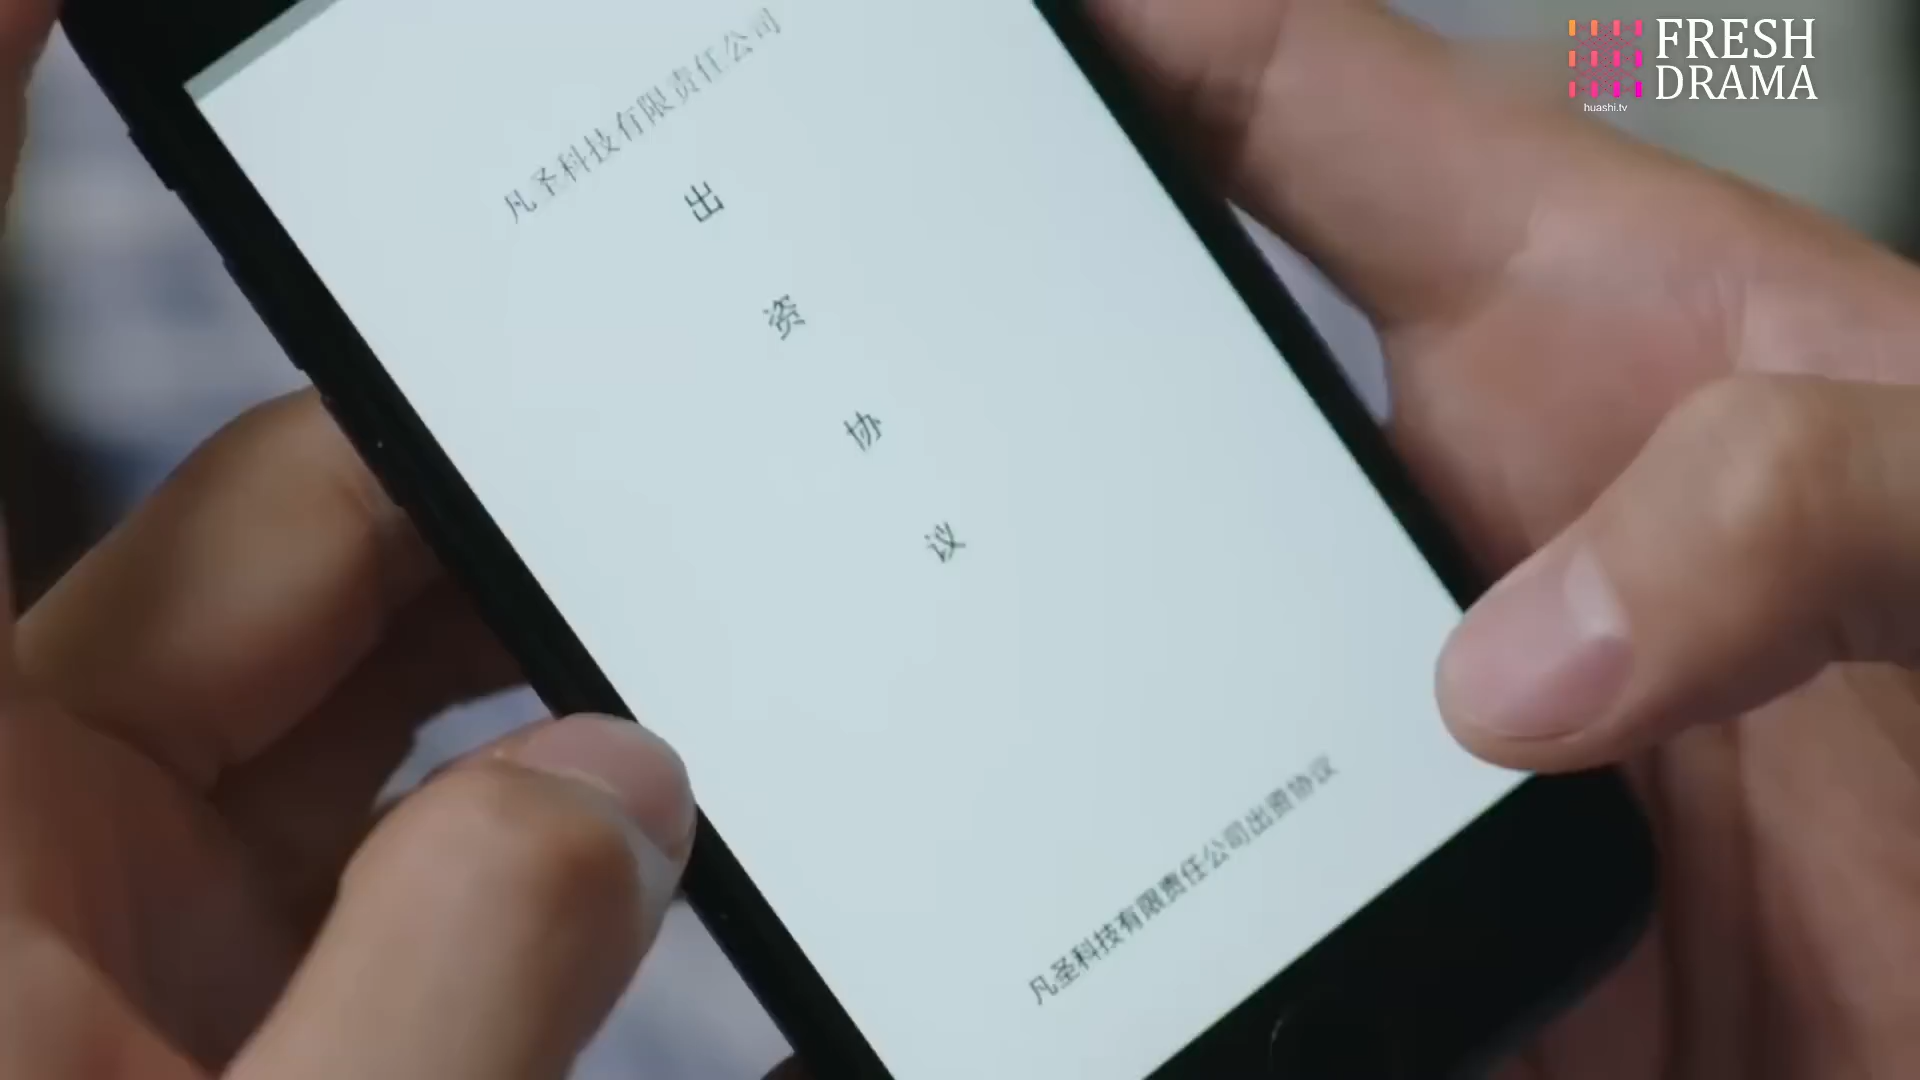 FRESH
DRAMA
huashi.tv
凡圣科技有限责任公司
出
资
协
议
凡圣科技有限责任公司出资协议